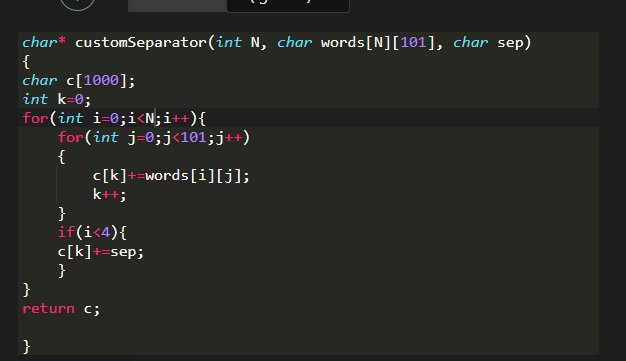 char* customSeparator(int N, char words[N][101], char sep)
{
char c[1000];
int k=0;
for(int i=0;i<N;i++){
    for(int j=0;j<101;j++)
    {
        c[k]+=words[i][j];
        k++;
    }
    if(i<4){
    c[k]+=sep;
    }
}
return c;

}